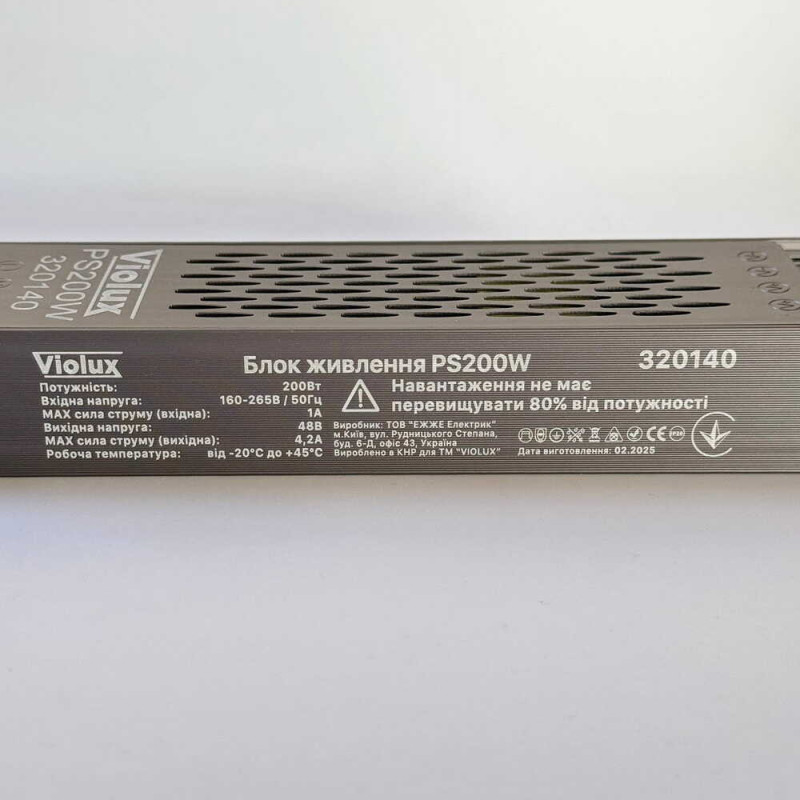 Violux
PS200W
320140
Violux
Блок живлення PS200W
320140
Потужність: 200Вт
Вхідна напруга: 160-265В / 50Гц
MAX сила струму (вхідна): 1А
Вихідна напруга: 48В
MAX сила струму (вихідна): 4,2А
Робоча температура: від -20°С до +45°С
Навантаження не має
перевищувати 80% від потужності
Виробник: ТОВ "ЕЖЖЕ Електрик"
м.Київ, вул. Рудницького Степана,
буд. 6-Д, офіс 43, Україна
Вироблено в КНР для ТМ "VIOLUX"
CE
IP20
Дата виготовлення: 02.2025